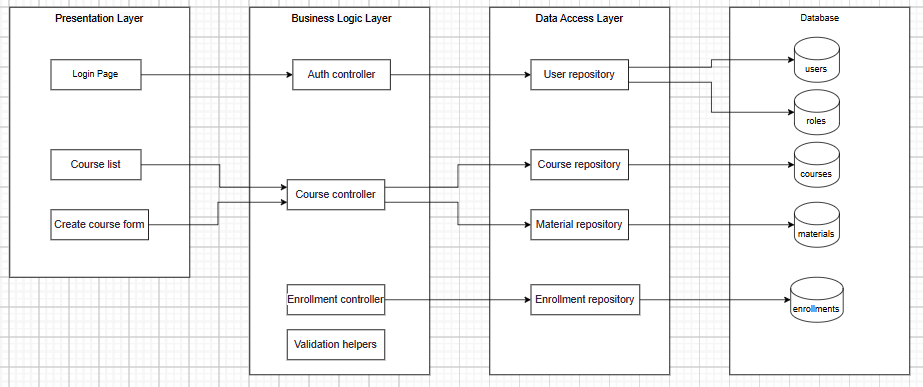 Presentation Layer
Business Logic Layer
Data Access Layer
Database
Login Page
Auth controller
User repository
users
roles
Course list
Course controller
Course repository
courses
Create course form
Material repository
materials
Enrollment controller
Enrollment repository
enrollments
Validation helpers